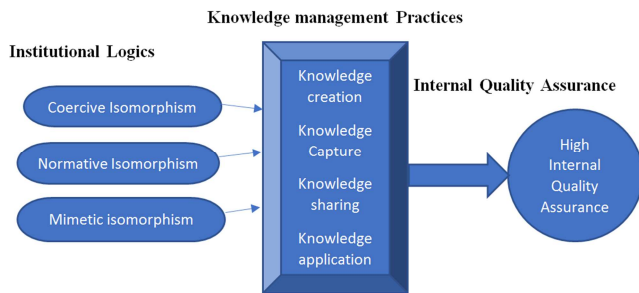 Knowledge management Practices
Institutional Logics
Coercive Isomorphism
Normative Isomorphism
Mimetic isomorphism
Knowledge
creation
Knowledge
Capture
Knowledge
sharing
Knowledge
application
Internal Quality Assurance
High
Internal
Quality
Assurance